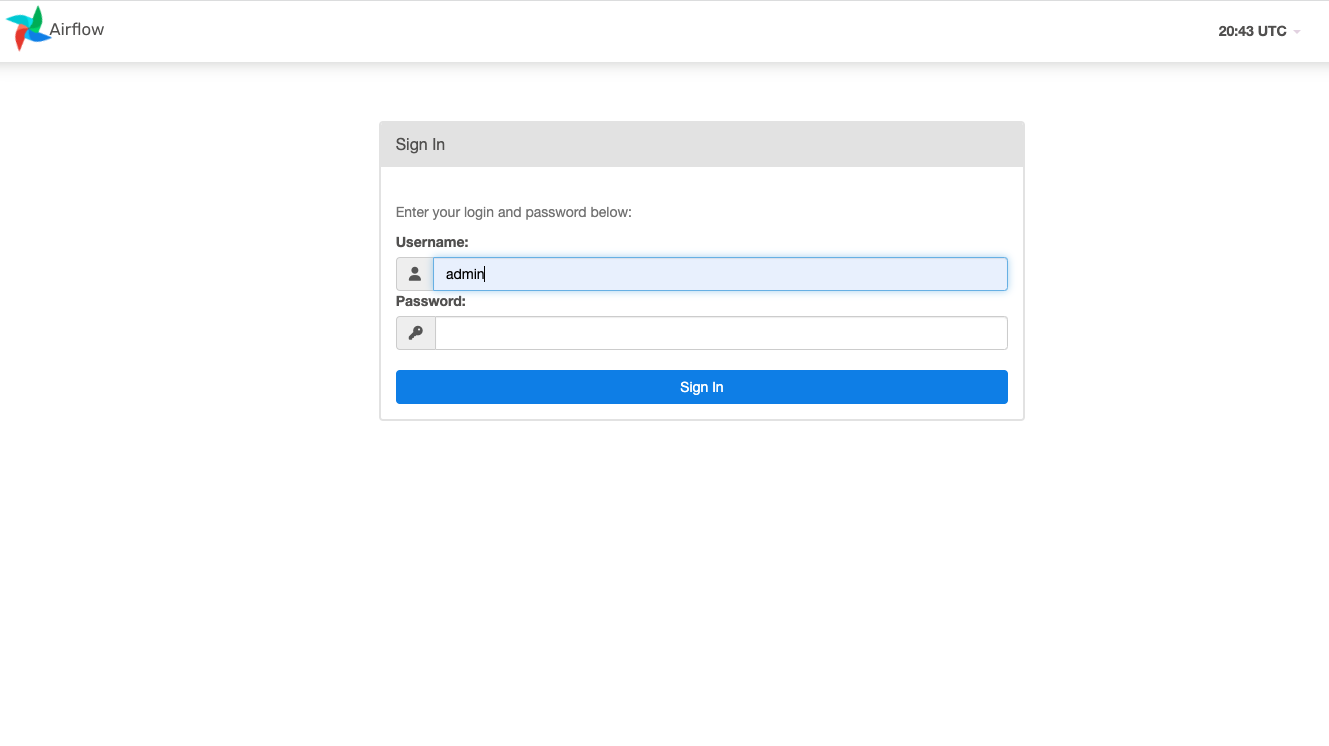 Airflow
20:43 UTC
Sign In
Enter your login and password below:
Username:
admin
Password:
Sign In